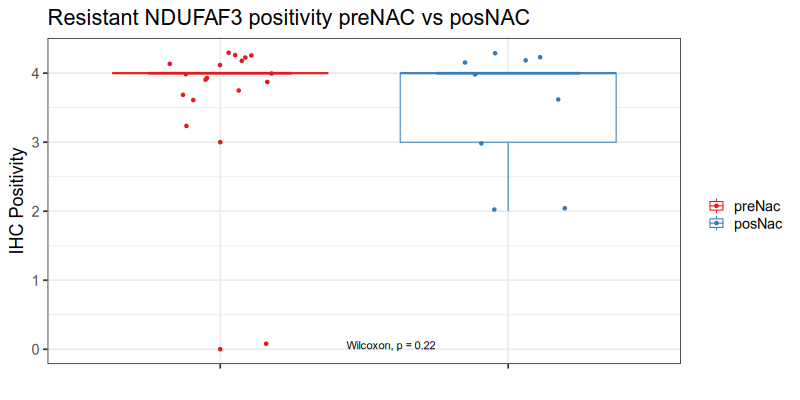 Resistant NDUFAF3 positivity preNAC vs posNAC
IHC Positivity
4
3
2
1
0
Wilcoxon, p = 0.22
preNac
posNac